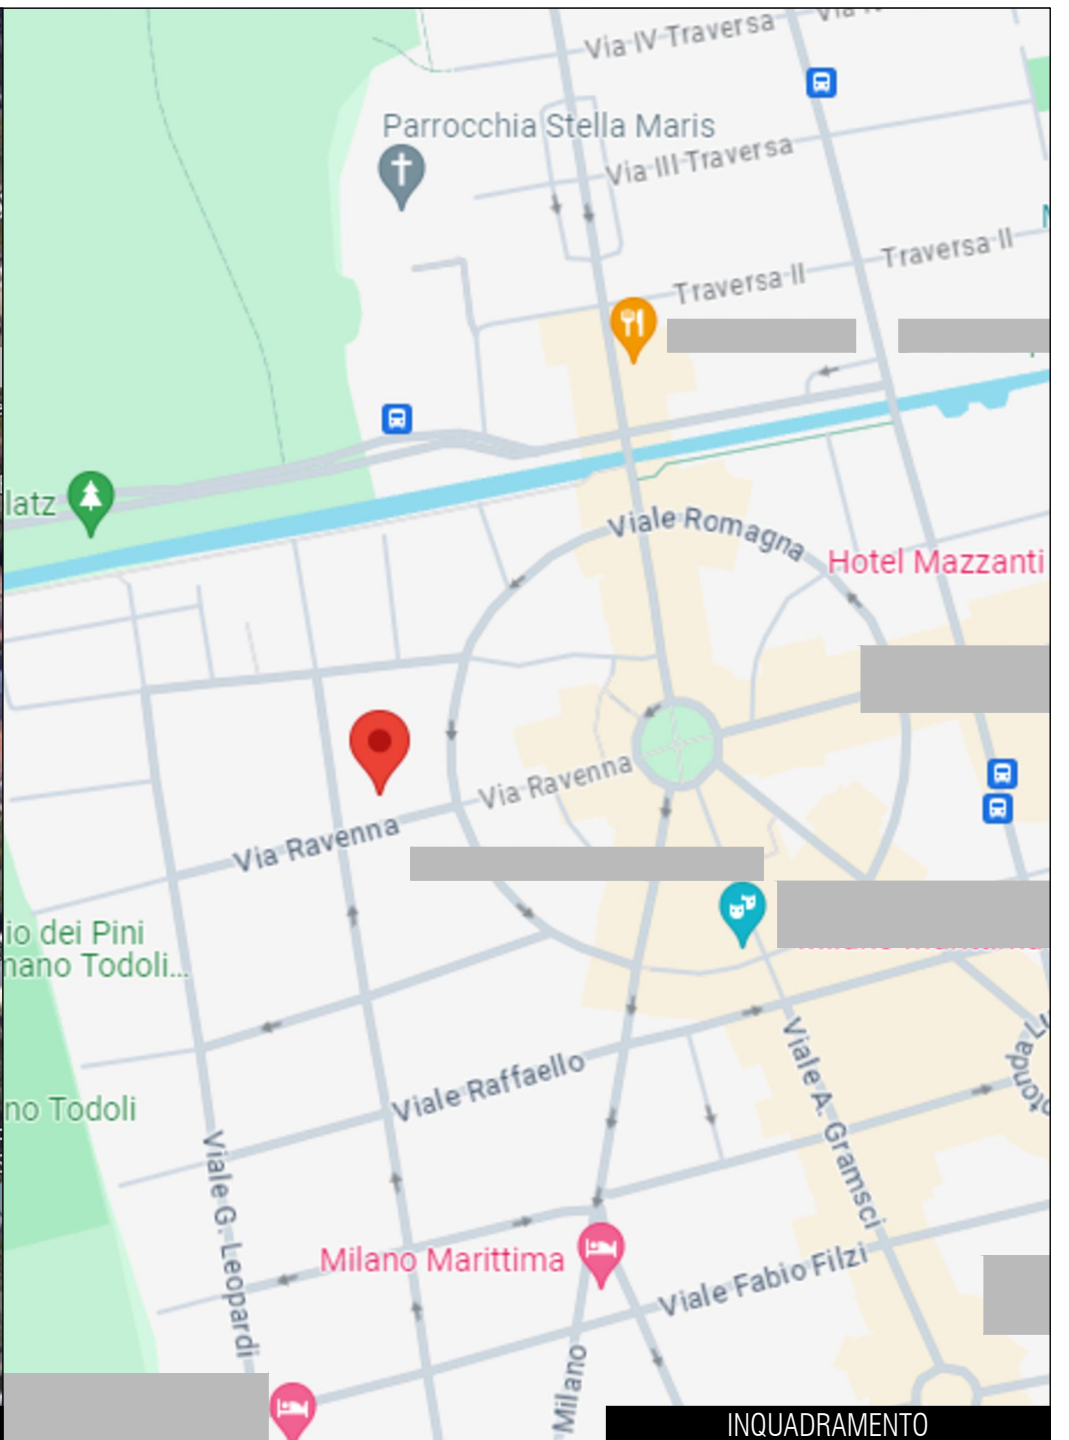 Via IV Traversa
Parrocchia Stella Maris
Via III Traversa
Traversa II
Traversa II
latz
Viale Romagna
Hotel Mazzanti
Via Ravenna
Via Ravenna
io dei Pini
nano Todoli...
no Todoli
Viale Raffaello
Viale A. Gramsci
Viale G. Leopardi
Milano Marittima
Viale Fabio Filzi
Milano
INQUADRAMENTO